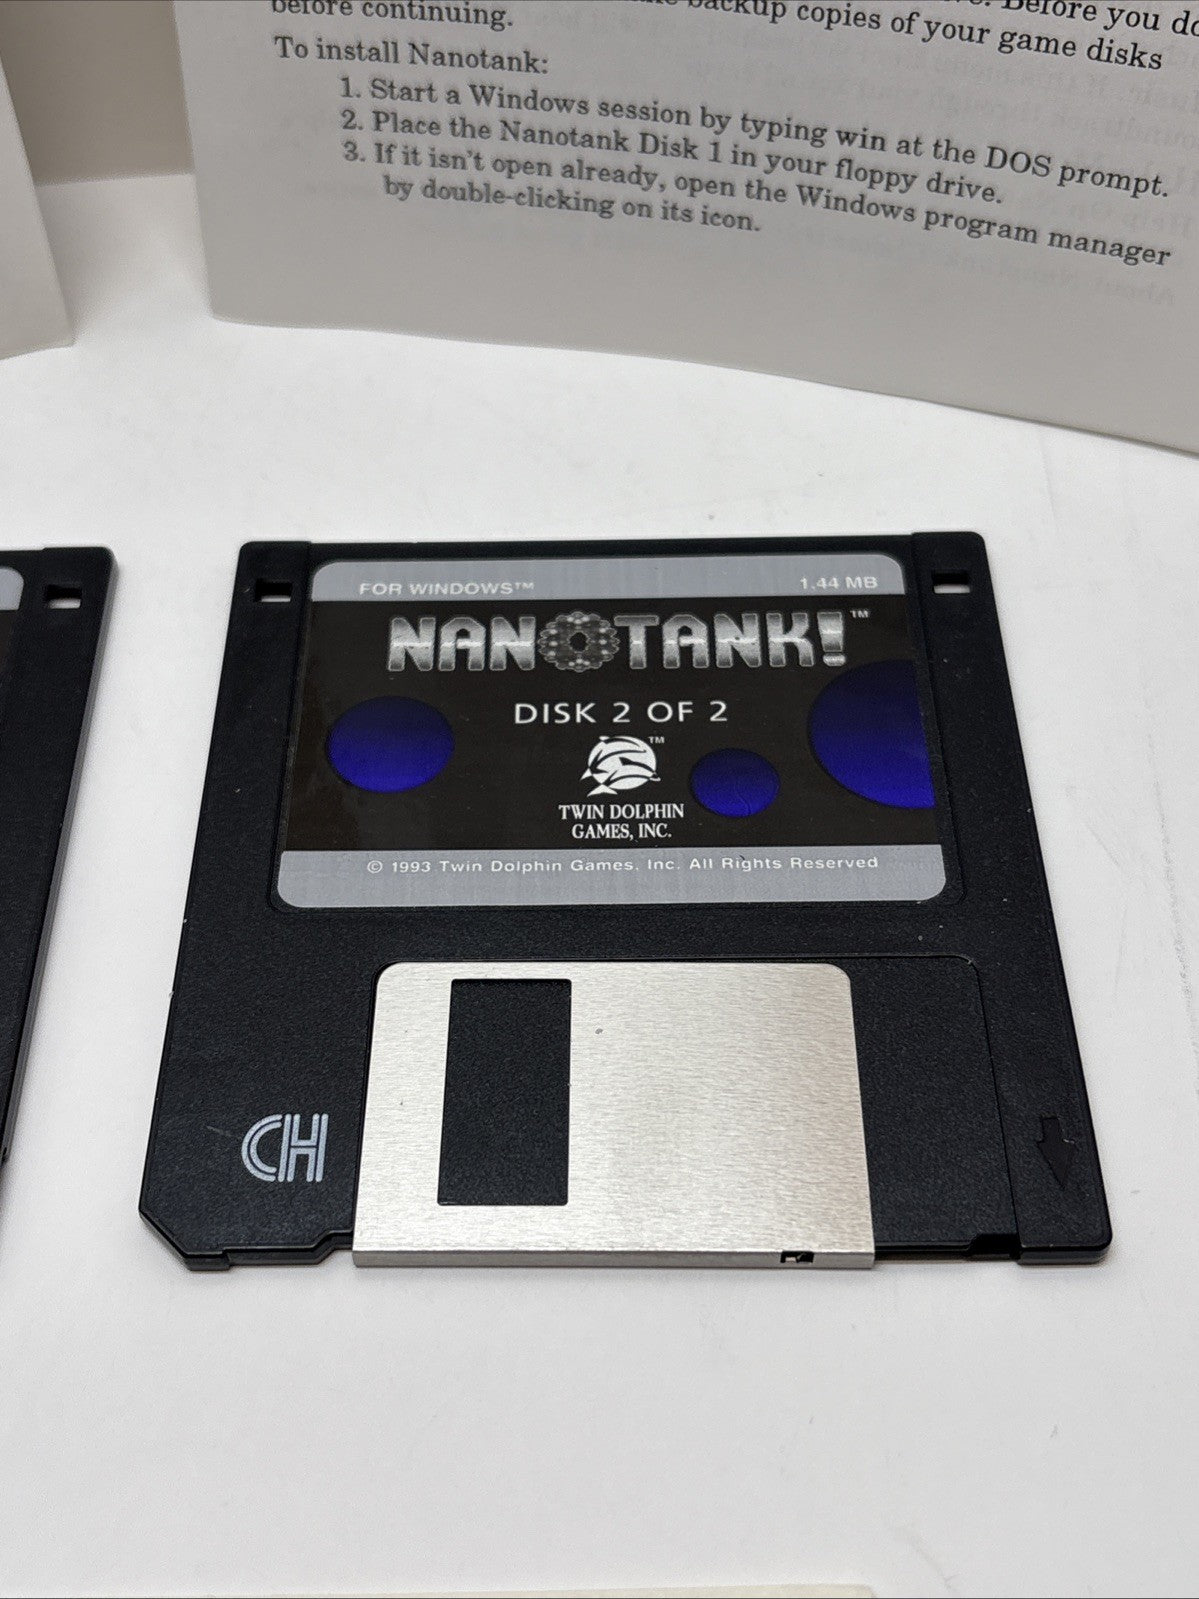 before continuing.
backup copies of your game disks
Before you do
To install Nanotank:
1. Start a Windows session by typing win at the DOS prompt.
2. Place the Nanotank Disk 1 in your floppy drive.
3. If it isn't open already, open the Windows program manager
by double-clicking on its icon.
FOR WINDOWS™ 1.44 MB
NANOTANK!™
DISK 2 OF 2
TM
TWIN DOLPHIN
GAMES, INC.
© 1993 Twin Dolphin Games, Inc. All Rights Reserved
CH